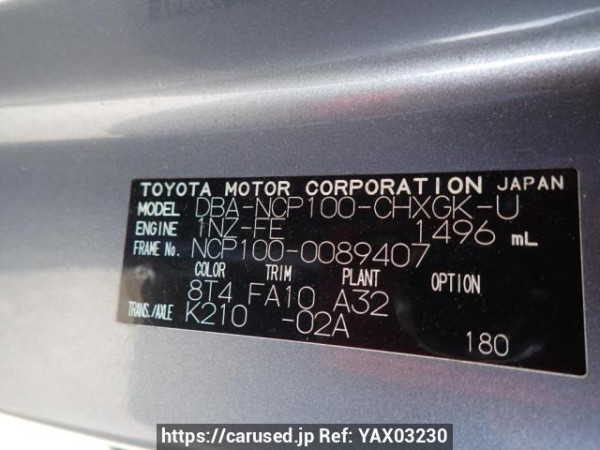 TOYOTA MOTOR CORPORATION JAPAN
MODEL DBA-NCP100-CHXGK-U
ENGINE 1NZ-FE 1496 mL
FRAME No. NCP100-0089407
COLOR TRIM PLANT OPTION
8T4 FA10 A32
TRANS./AXLE K210 -02A
180
https://carused.jp Ref: YAX03230